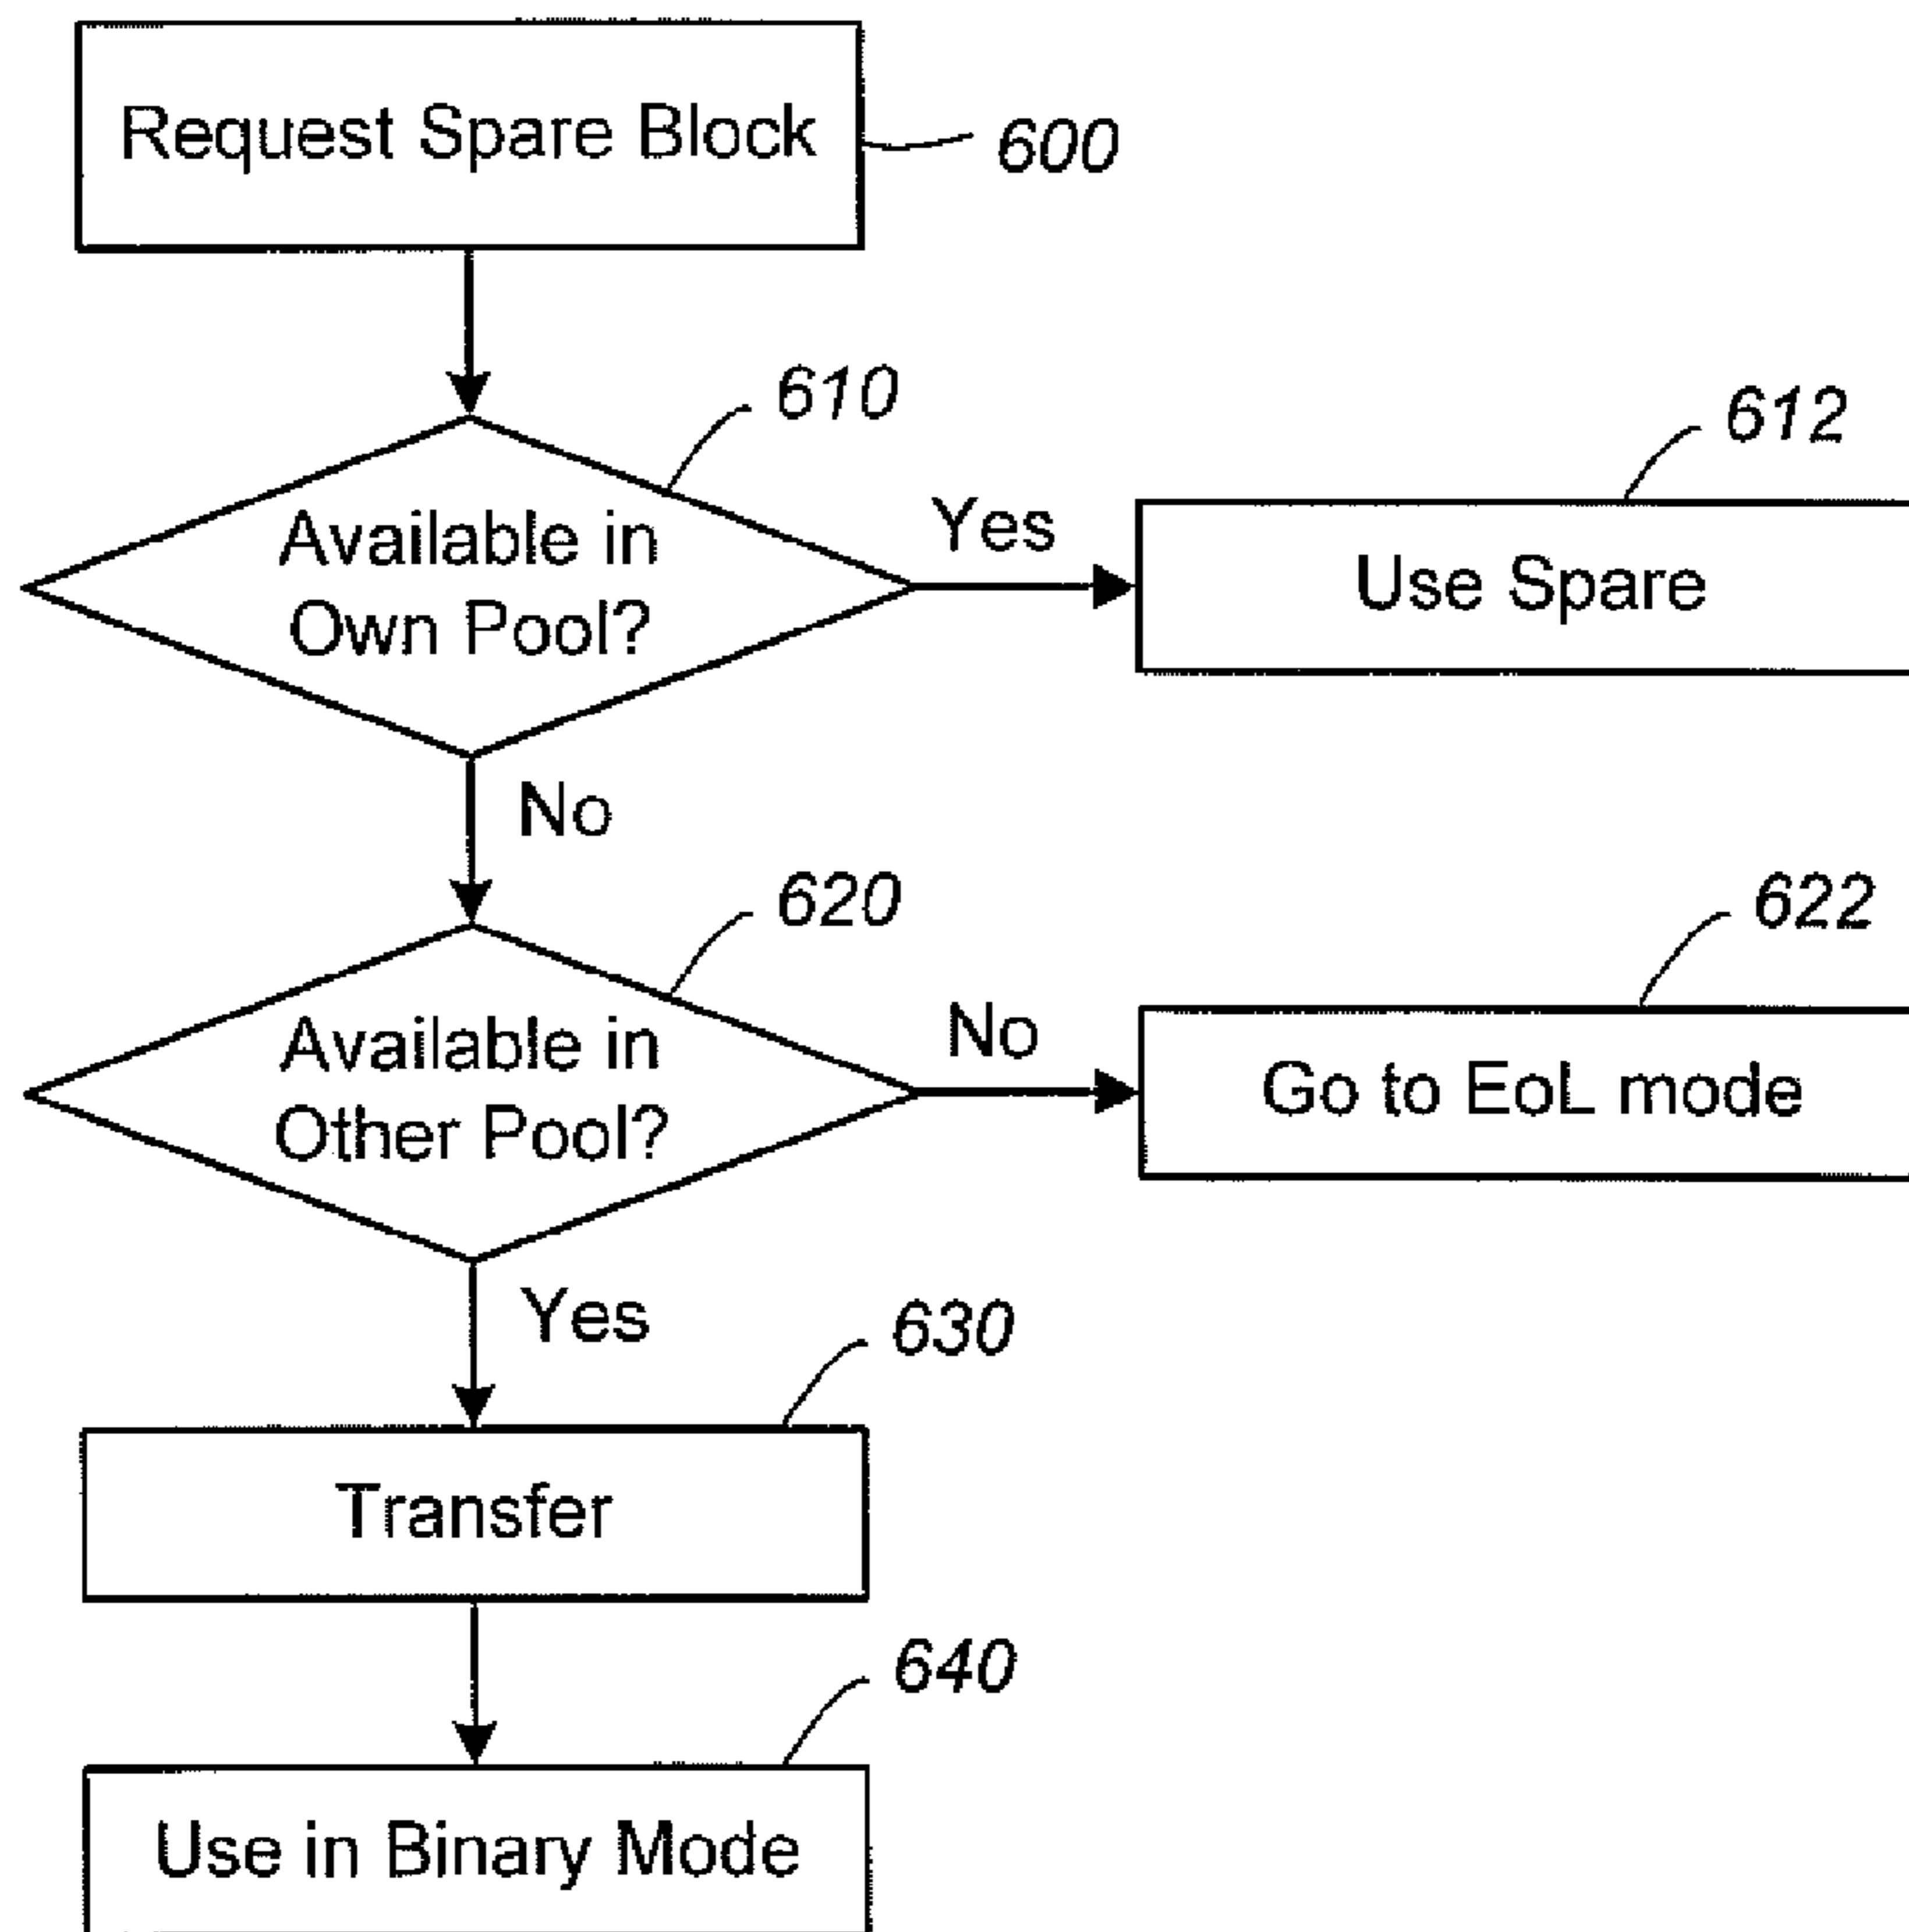 Request Spare Block
600
610
612
Available in
Own Pool?
Yes
Use Spare
No
620
622
Available in
Other Pool?
No
Go to EoL mode
Yes
630
Transfer
640
Use in Binary Mode